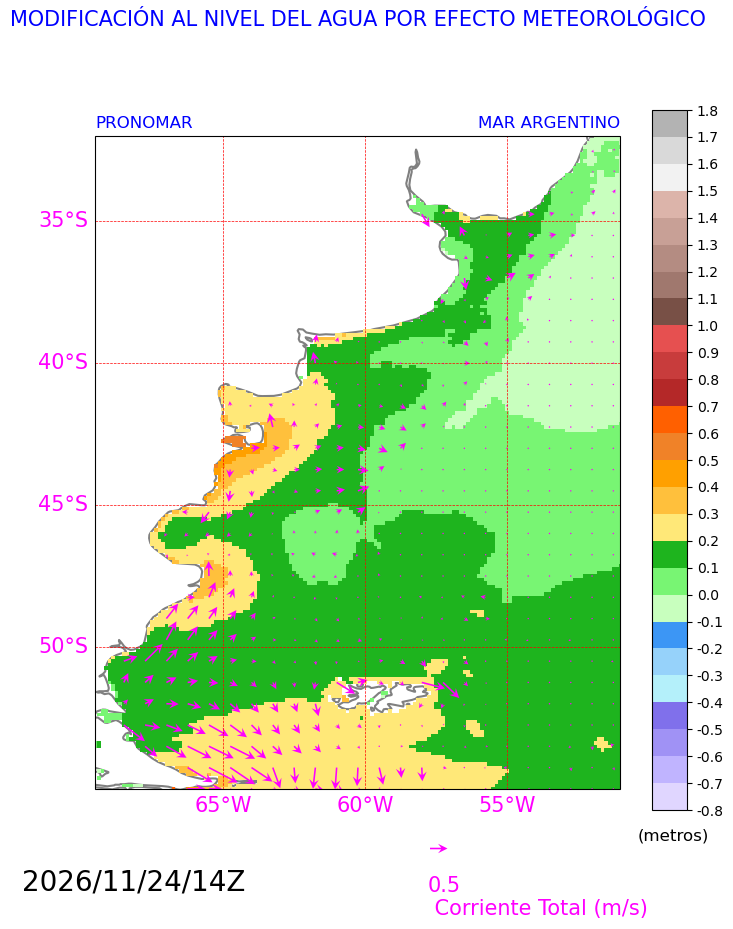 MODIFICACIÓN AL NIVEL DEL AGUA POR EFECTO METEOROLÓGICO
PRONOMAR MAR ARGENTINO
35°S
40°S
45°S
50°S
65°W 60°W 55°W
1.8
1.7
1.6
1.5
1.4
1.3
1.2
1.1
1.0
0.9
0.8
0.7
0.6
0.5
0.4
0.3
0.2
0.1
0.0
-0.1
-0.2
-0.3
-0.4
-0.5
-0.6
-0.7
-0.8
(metros)
2026/11/24/14Z
0.5
Corriente Total (m/s)